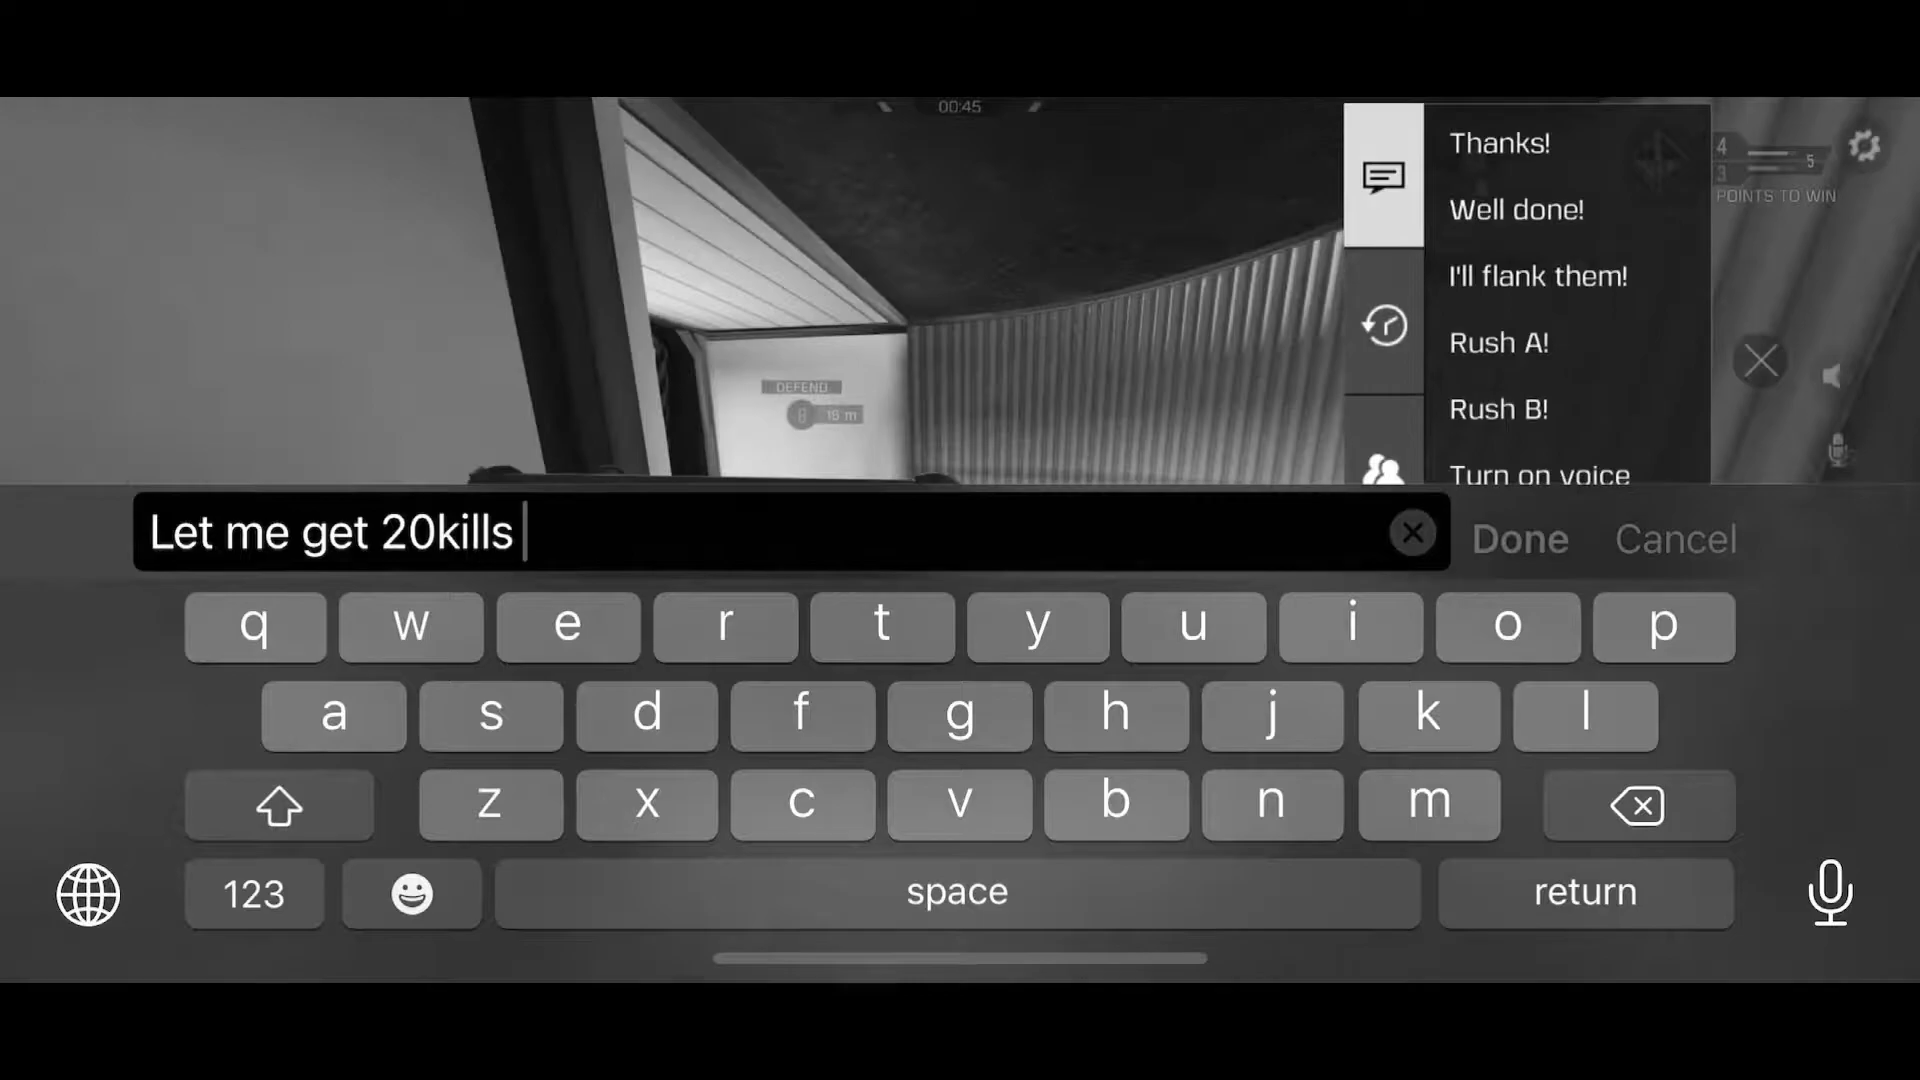 00:45
Thanks!
Well done!
I'll flank them!
Rush A!
Rush B!
Turn on voice
4
3
5
POINTS TO WIN
DEFEND
B
16 m
Let me get 20kills
Done
Cancel
q w e r t y u i o p
a s d f g h j k l
z x c v b n m
123
space
return